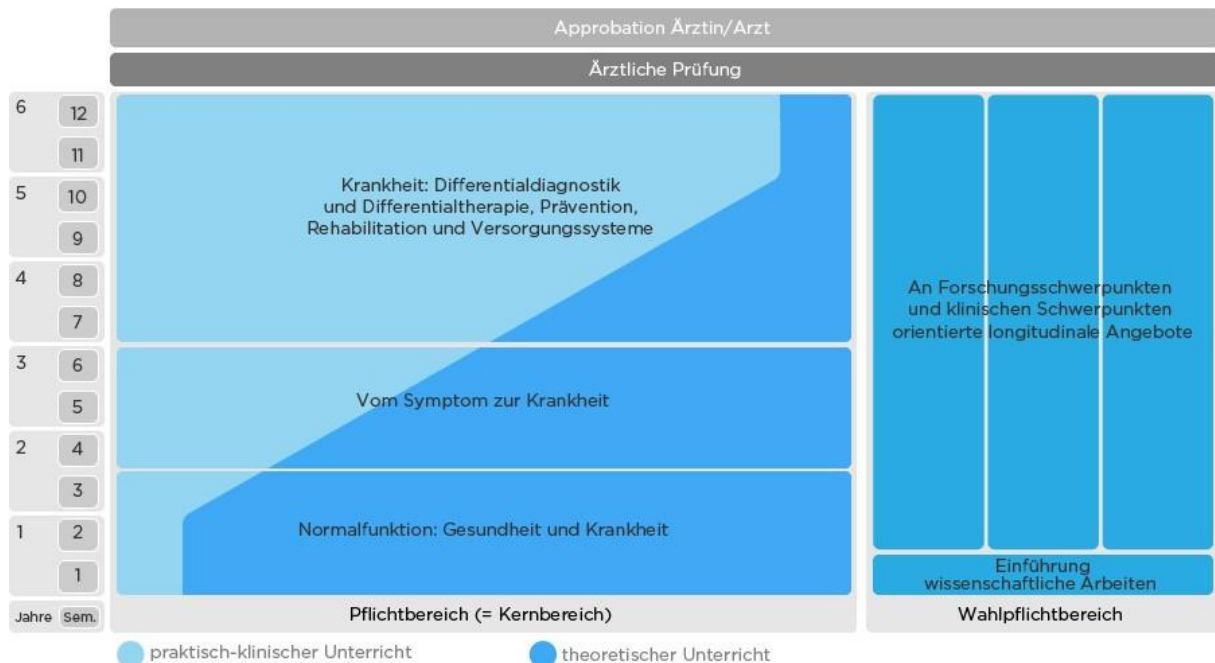 Approbation Ärztin/Arzt
Ärztliche Prüfung
6
12
11
5
10
9
4
8
7
3
6
5
2
4
3
1
2
1
Jahre
Sem.
Krankheit: Differentialdiagnostik
und Differentialtherapie, Prävention,
Rehabilitation und Versorgungssysteme
Vom Symptom zur Krankheit
Normalfunktion: Gesundheit und Krankheit
Pflichtbereich (= Kernbereich)
An Forschungsschwerpunkten
und klinischen Schwerpunkten
orientierte longitudinale Angebote
Einführung
wissenschaftliche Arbeiten
Wahlpflichtbereich
praktisch-klinischer Unterricht
theoretischer Unterricht